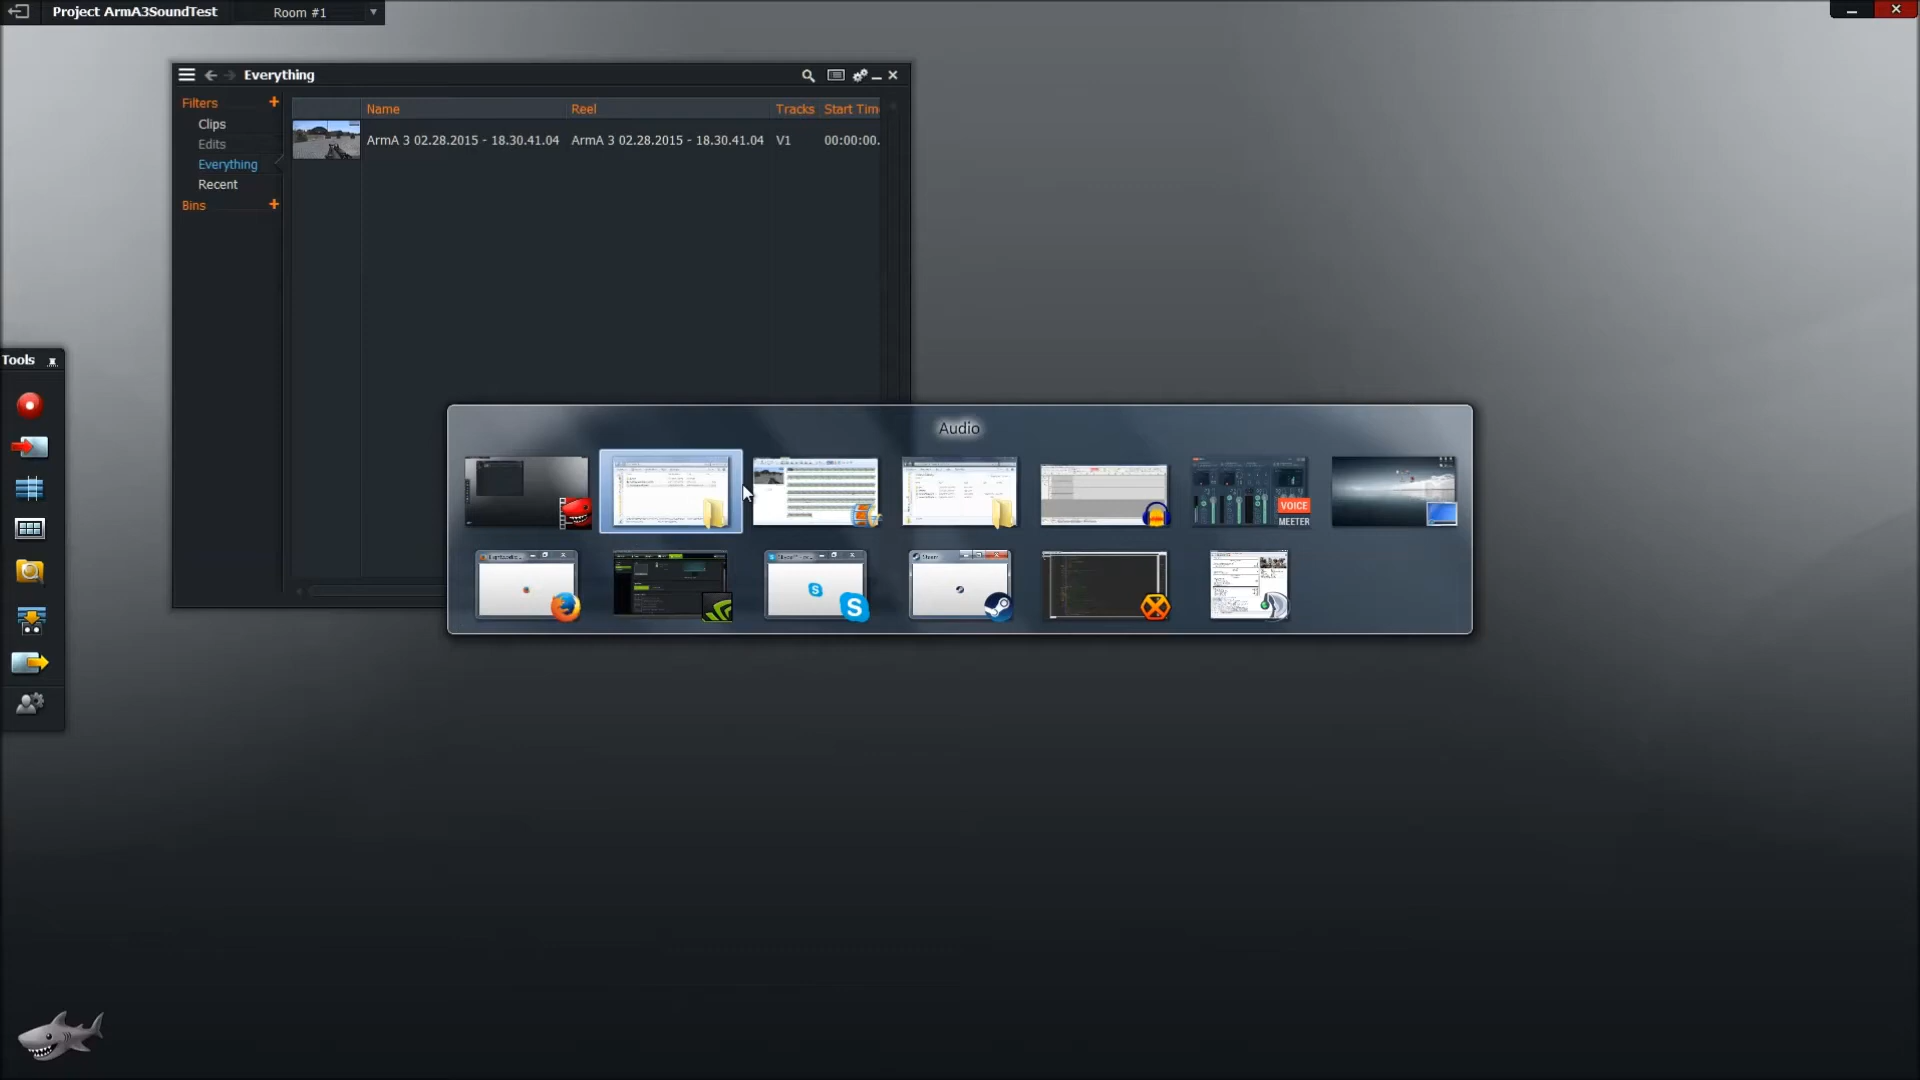 Project ArmA3SoundTest
Room #1
Everything
Filters
Clips
Edits
Everything
Recent
Bins
Name Reel Tracks Start Tim
ArmA 3 02.28.2015 - 18.30.41.04 ArmA 3 02.28.2015 - 18.30.41.04 V1 00:00:00.
Tools
Audio
VOICE
MEETER
Steam